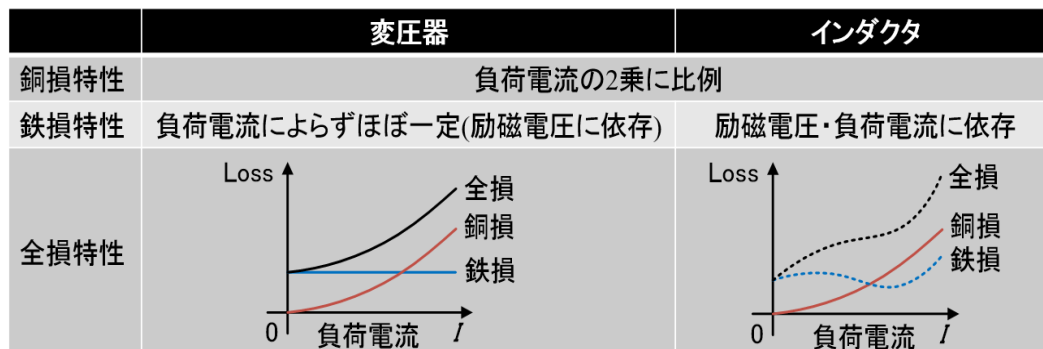 変圧器 インダクタ
銅損特性 負荷電流の2乗に比例
鉄損特性 負荷電流によらずほぼ一定(励磁電圧に依存) 励磁電圧・負荷電流に依存
全損特性
Loss
全損
銅損
鉄損
0 負荷電流 I
Loss
全損
銅損
鉄損
0 負荷電流 I